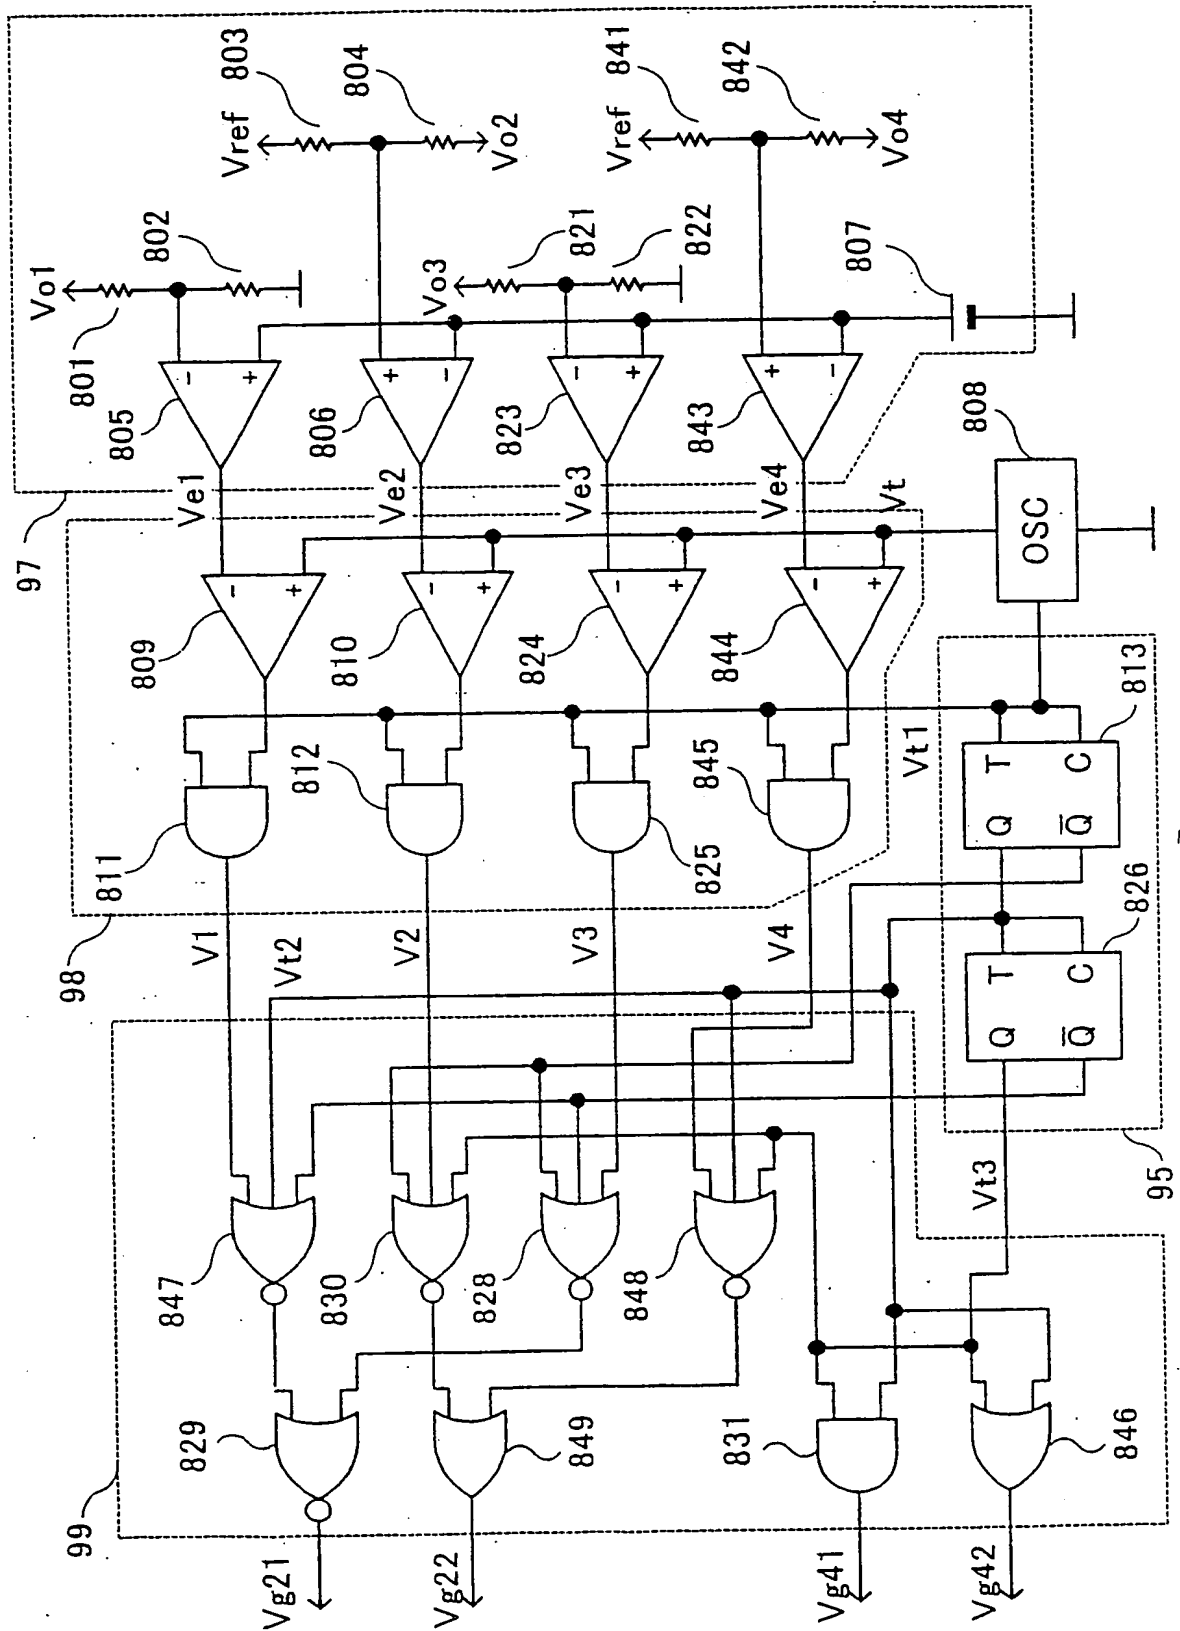 803
804
841
842
Vref
Vo2
Vref
Vo4
Vo1
802
Vo3
821
822
807
801
805
-
+
806
+
-
823
-
+
843
+
-
97
Ve1
Ve2
Ve3
Ve4
Vt
808
OSC
809
-
+
810
-
+
824
-
+
844
-
+
811
812
825
845
Vt1
813
T
C
Q
Q̅
98
V1
Vt2
V2
V3
V4
826
T
C
Q
Q̅
95
Vt3
847
830
828
848
829
849
831
846
99
Vg21
Vg22
Vg41
Vg42